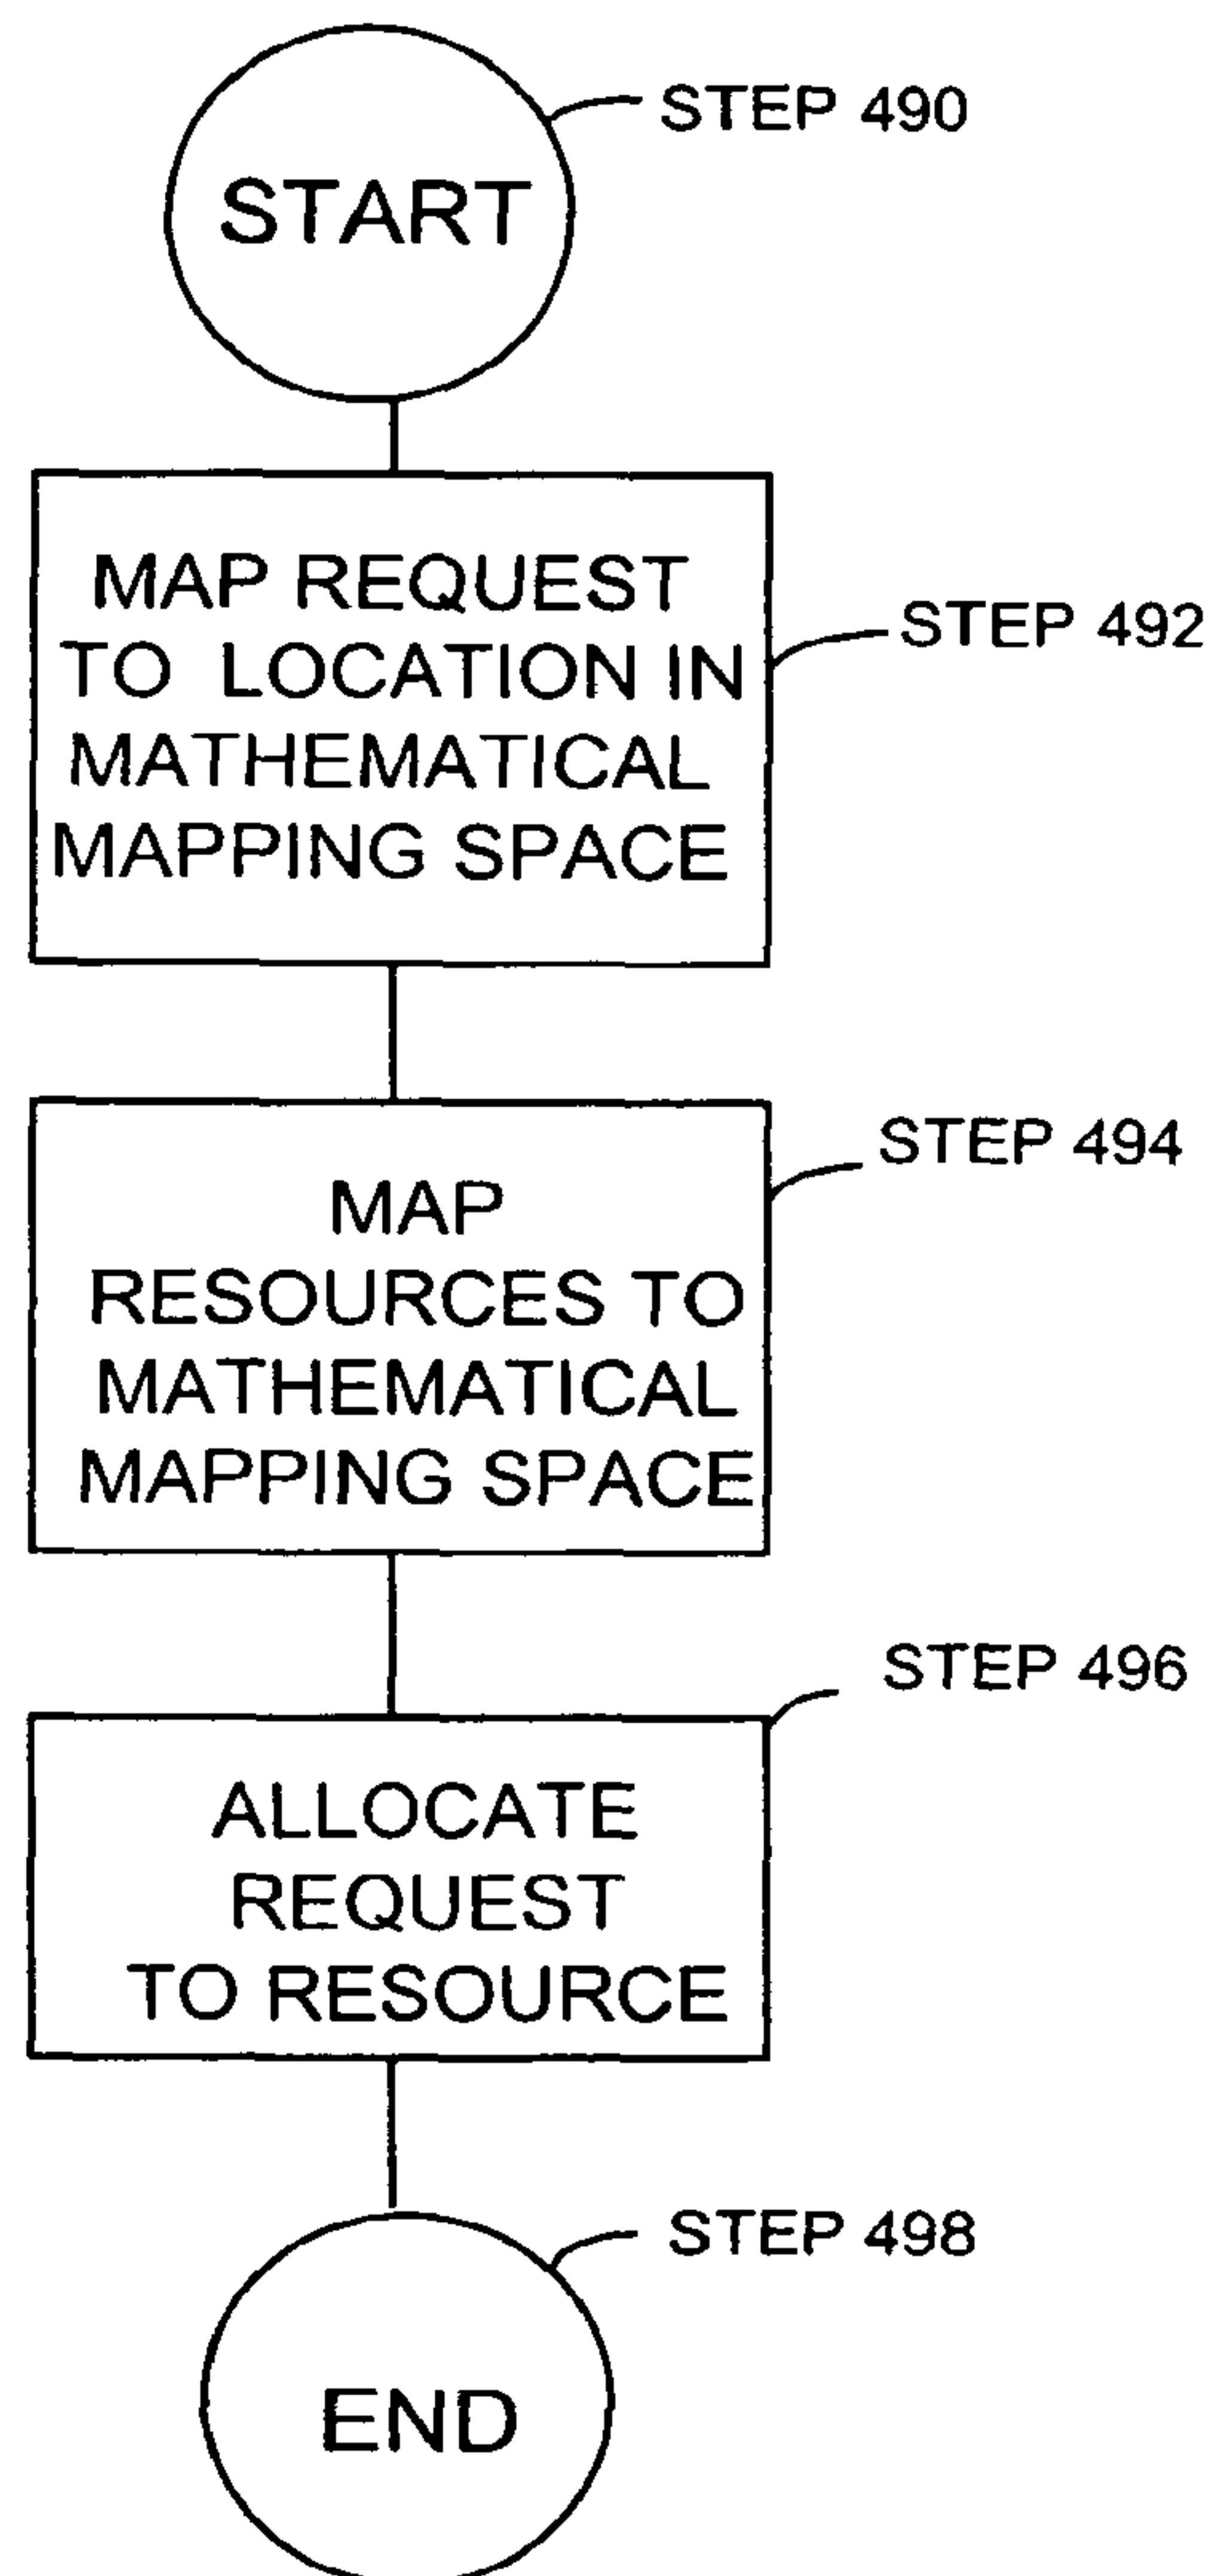 STEP 490
START
MAP REQUEST
TO LOCATION IN
MATHEMATICAL
MAPPING SPACE
STEP 492
STEP 494
MAP
RESOURCES TO
MATHEMATICAL
MAPPING SPACE
STEP 496
ALLOCATE
REQUEST
TO RESOURCE
STEP 498
END